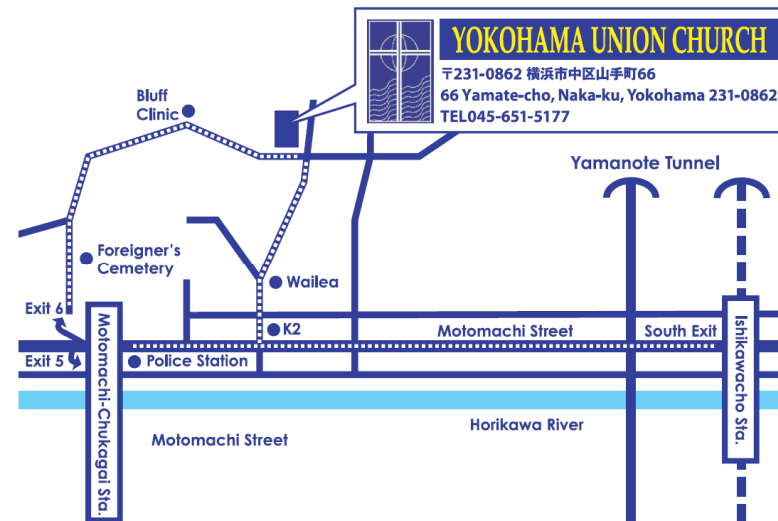 YOKOHAMA UNION CHURCH
〒231-0862 横浜市中区山手町66
66 Yamate-cho, Naka-ku, Yokohama 231-0862
TEL045-651-5177
Bluff
Clinic
Yamanote Tunnel
Foreigner's
Cemetery
Wailea
Exit 6
K2
Motomachi Street
South Exit
Exit 5
Police Station
Motomachi-Chukagai Sta.
Ishikawacho Sta.
Horikawa River
Motomachi Street